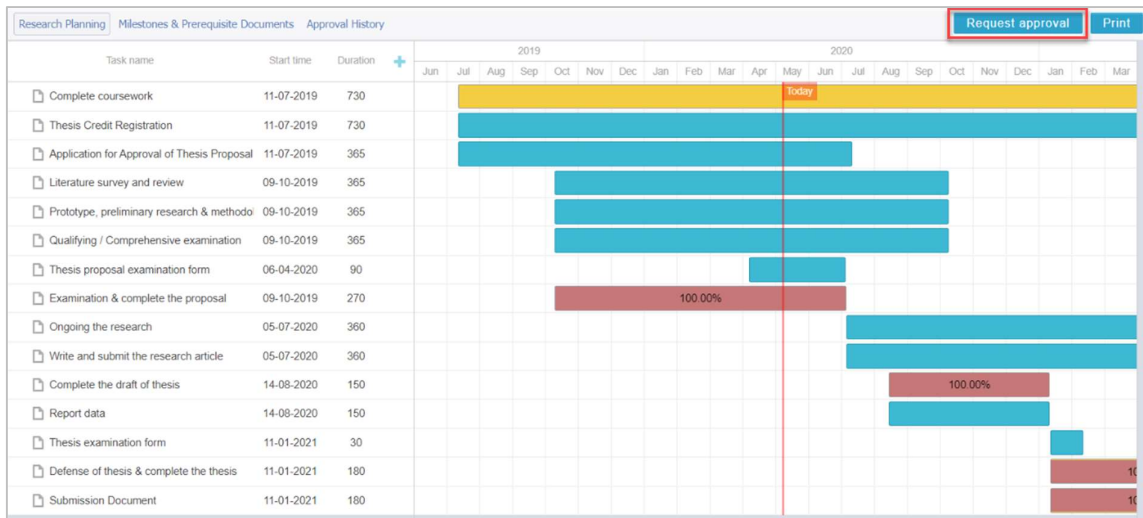 Research Planning Milestones & Prerequisite Documents Approval History Request approval Print
Task name Start time Duration 2019 2020
Jun Jul Aug Sep Oct Nov Dec Jan Feb Mar Apr May Jun Jul Aug Sep Oct Nov Dec Jan Feb Mar
Today
Complete coursework 11-07-2019 730
Thesis Credit Registration 11-07-2019 730
Application for Approval of Thesis Proposal 11-07-2019 365
Literature survey and review 09-10-2019 365
Prototype, preliminary research & methodol 09-10-2019 365
Qualifying / Comprehensive examination 09-10-2019 365
Thesis proposal examination form 06-04-2020 90
Examination & complete the proposal 09-10-2019 270 100.00%
Ongoing the research 05-07-2020 360
Write and submit the research article 05-07-2020 360
Complete the draft of thesis 14-08-2020 150 100.00%
Report data 14-08-2020 150
Thesis examination form 11-01-2021 30
Defense of thesis & complete the thesis 11-01-2021 180 10
Submission Document 11-01-2021 180 10